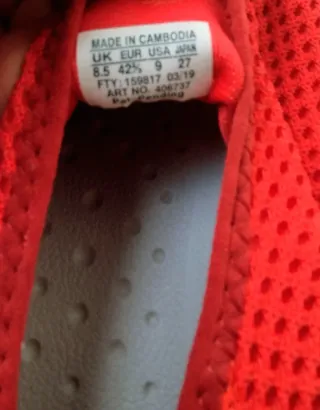 MADE IN CAMBODIA
UK EUR USA JAPAN
8.5 42⅔ 9 27
FTY: 159817 03/19
ART NO. 406737
Pat. Pending